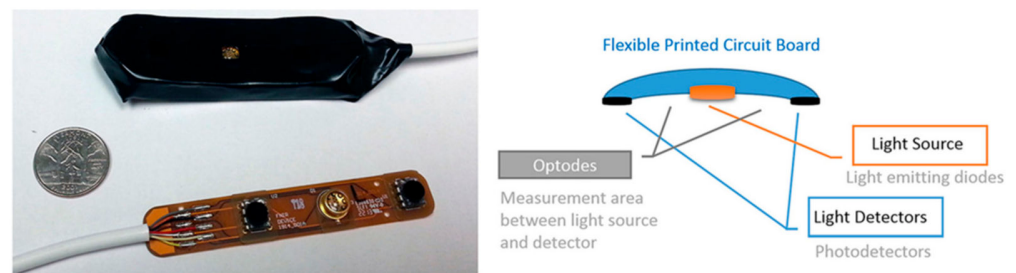 Flexible Printed Circuit Board
Optodes
Measurement area
between light source
and detector
Light Source
Light emitting diodes
Light Detectors
Photodetectors